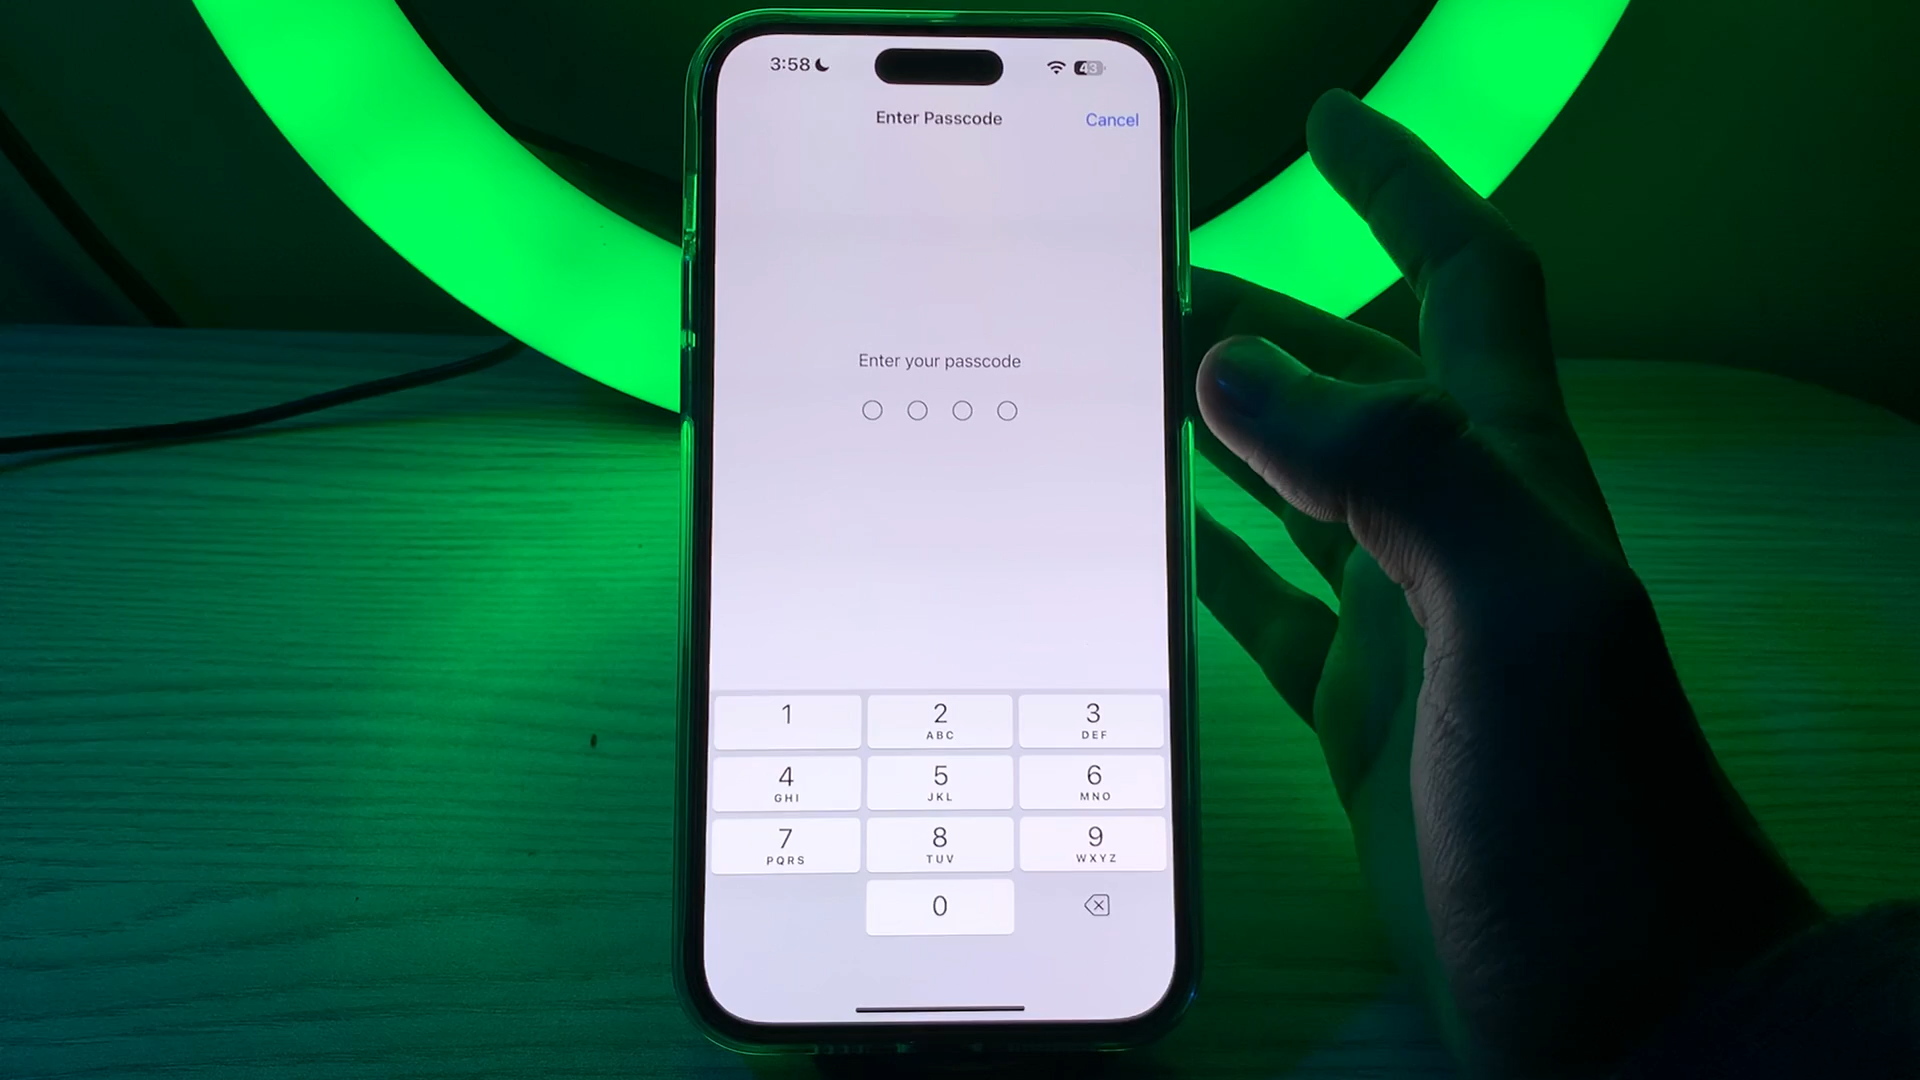 3:58
43
Enter Passcode
Cancel
Enter your passcode
1
2
3
ABC
DEF
4
5
6
GHI
JKL
MNO
7
8
9
PQRS
TUV
WXYZ
0